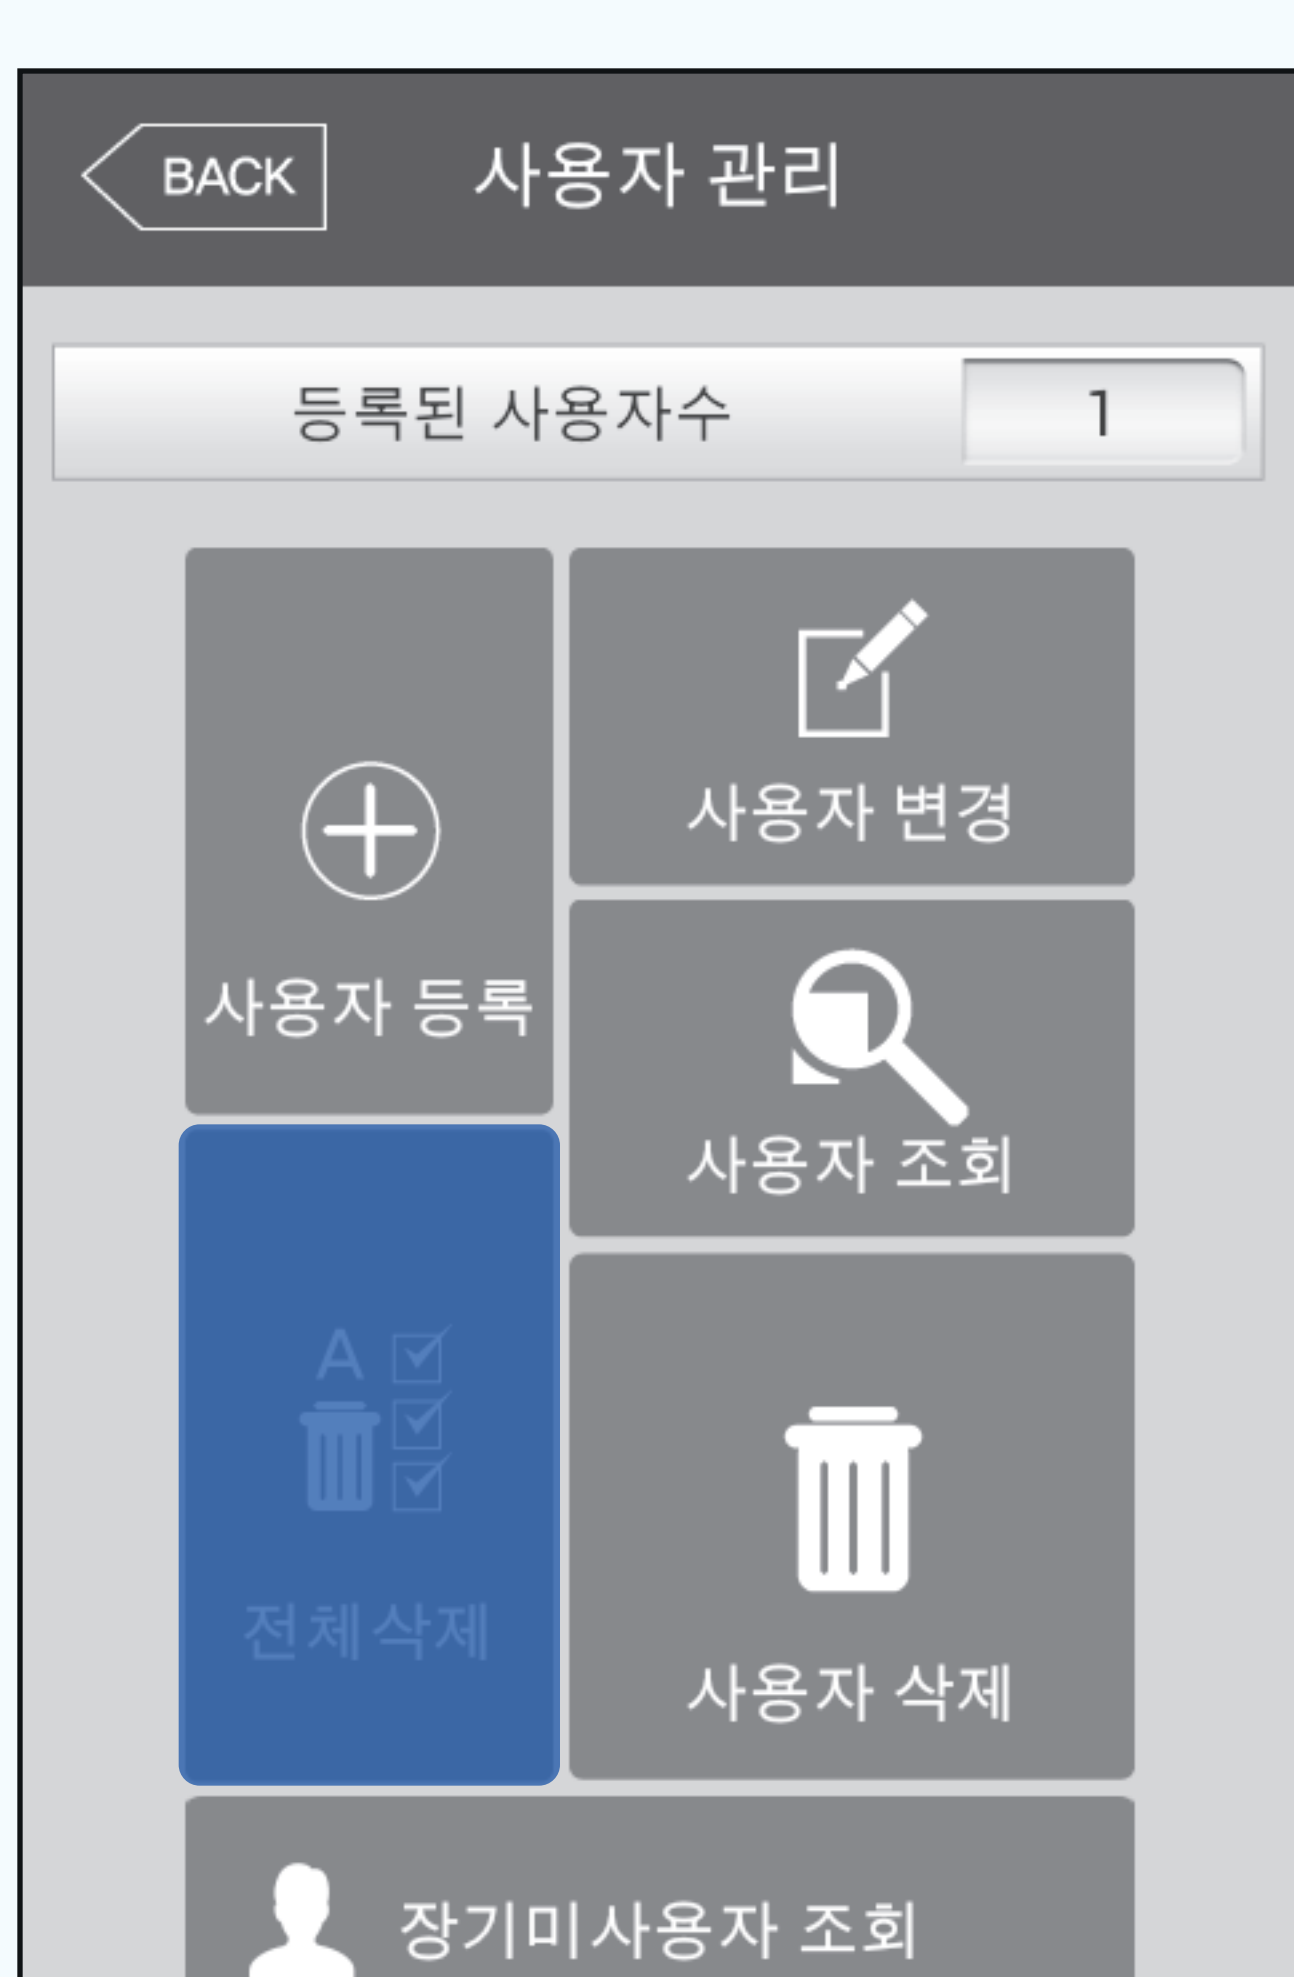 BACK 사용자 관리
등록된 사용자수 1
사용자 등록
사용자 변경
사용자 조회
A
전체삭제
사용자 삭제
장기미사용자 조회